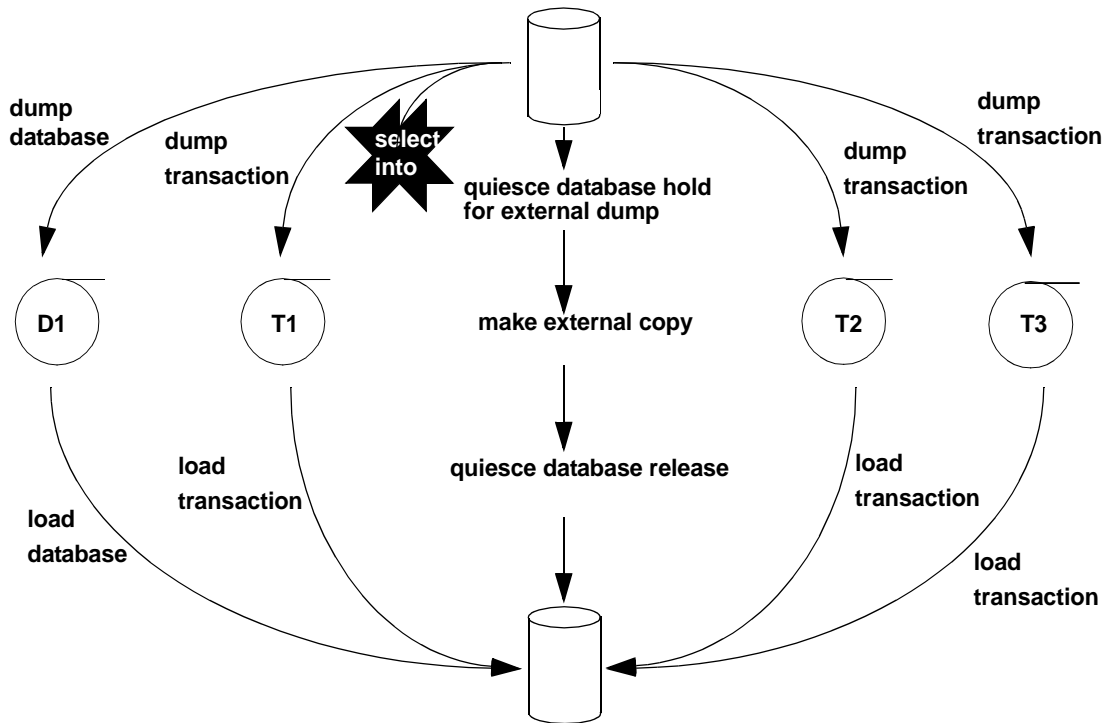 dump
database
dump
transaction
select
into
quiesce database hold
for external dump
dump
transaction
dump
transaction
D1
T1
make external copy
T2
T3
load
transaction
quiesce database release
load
transaction
load
database
load
transaction